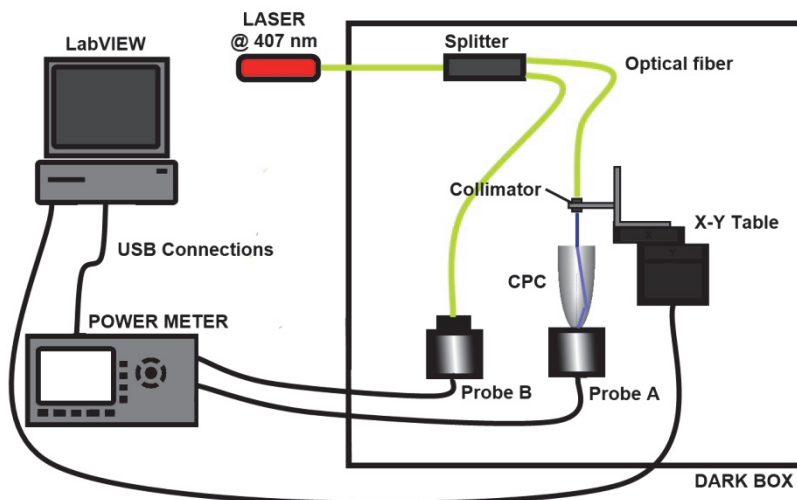 LabVIEW
LASER
@ 407 nm
Splitter
Optical fiber
Collimator
X-Y Table
X
Y
USB Connections
CPC
POWER METER
Probe B
Probe A
DARK BOX